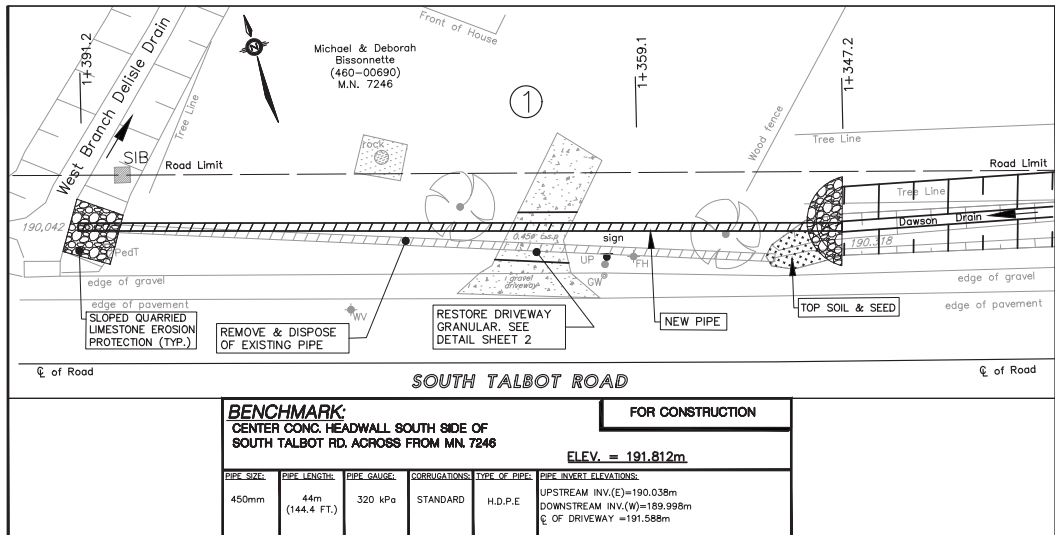 1+391.2
West Branch Delisle Drain
Tree Line
SIB
Road Limit
N
Michael & Deborah
Bissonnette
(460-00690)
M.N. 7246
Front of House
1
1+359.1
1+347.2
rock
Wood fence
Tree Line
Road Limit
Tree Line
Dawson Drain
190.042
190.318
PedT
0.450 c.s.p
sign
UP
FH
GW
gravel
driveway
edge of gravel
edge of pavement
edge of gravel
edge of pavement
WV
SLOPED QUARRIED
LIMESTONE EROSION
PROTECTION (TYP.)
REMOVE & DISPOSE
OF EXISTING PIPE
RESTORE DRIVEWAY
GRANULAR. SEE
DETAIL SHEET 2
NEW PIPE
TOP SOIL & SEED
℄ of Road
SOUTH TALBOT ROAD
℄ of Road
BENCHMARK:
CENTER CONC. HEADWALL SOUTH SIDE OF
SOUTH TALBOT RD. ACROSS FROM MN. 7246
FOR CONSTRUCTION
ELEV. = 191.812m
PIPE SIZE:
450mm
PIPE LENGTH:
44m
(144.4 FT.)
PIPE GAUGE:
320 kPa
CORRUGATIONS:
STANDARD
TYPE OF PIPE:
H.D.P.E
PIPE INVERT ELEVATIONS:
UPSTREAM INV.(E)=190.038m
DOWNSTREAM INV.(W)=189.998m
℄ OF DRIVEWAY =191.588m